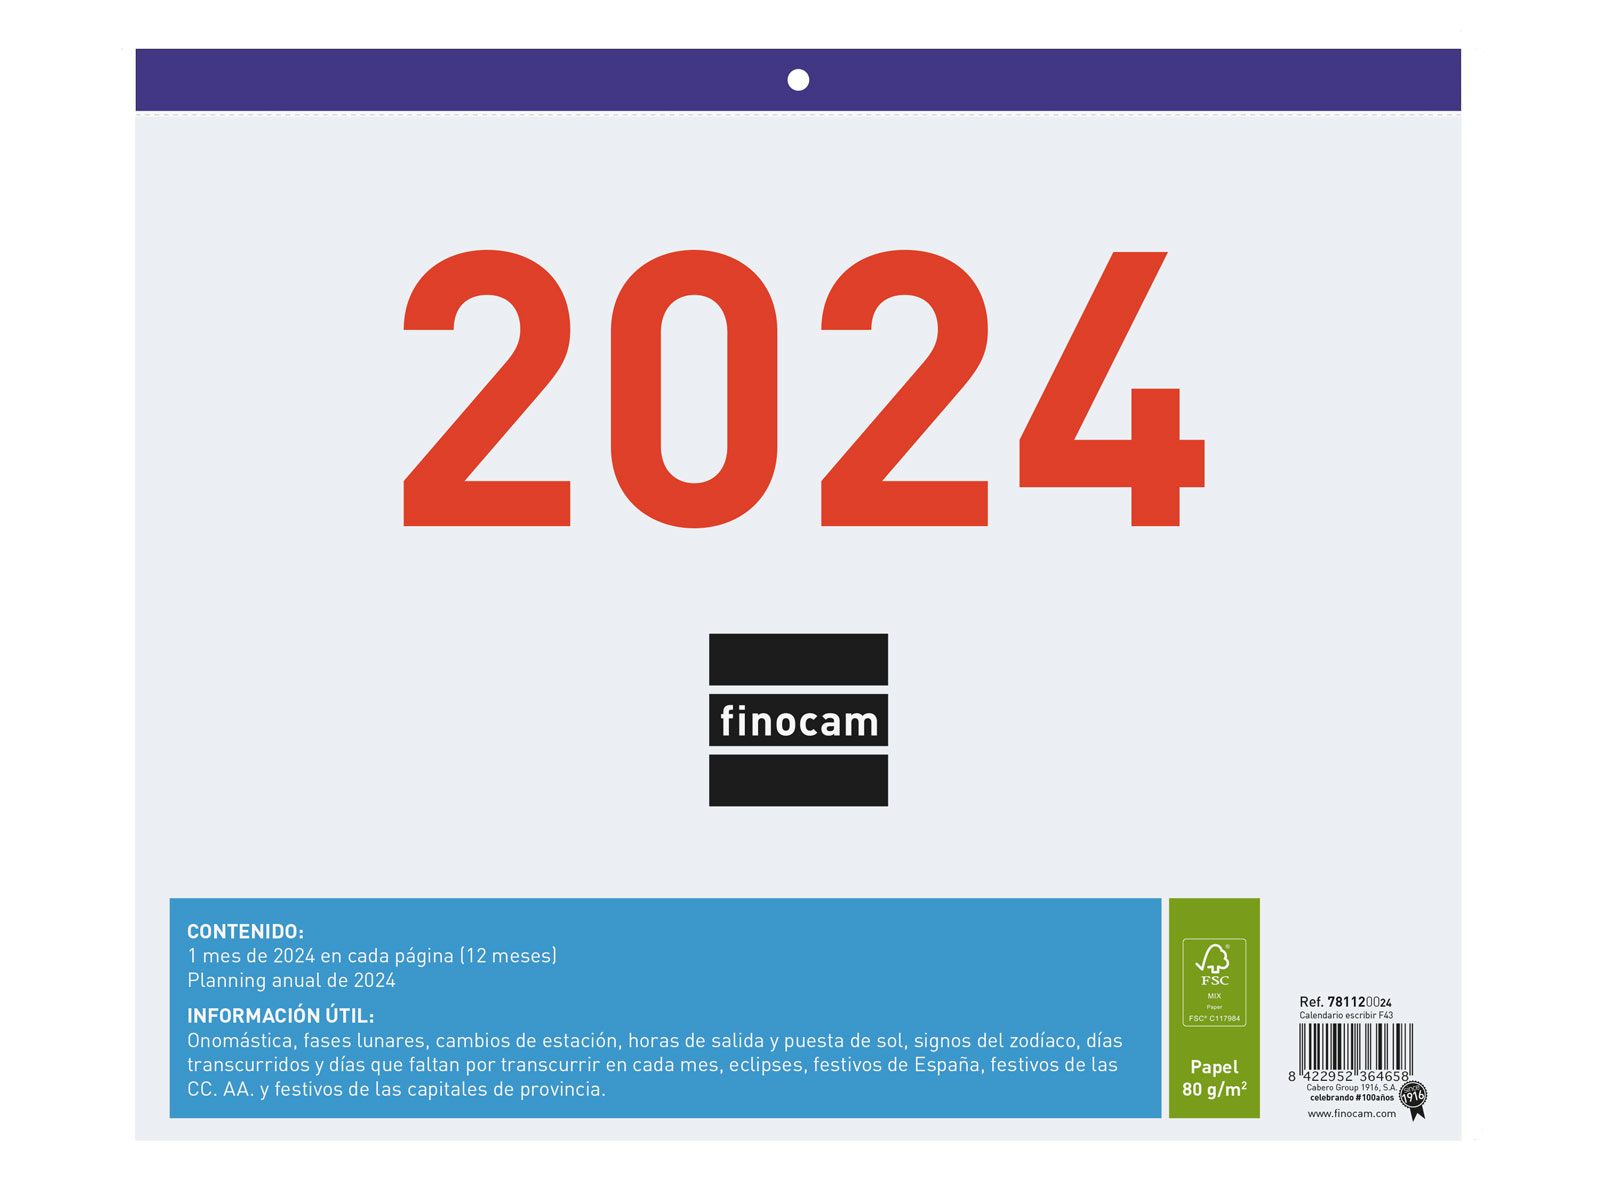 2024
finocam
CONTENIDO:
1 mes de 2024 en cada página (12 meses)
Planning anual de 2024
INFORMACIÓN ÚTIL:
Onomástica, fases lunares, cambios de estación, horas de salida y puesta de sol, signos del zodíaco, días
transcurridos y días que faltan por transcurrir en cada mes, eclipses, festivos de España, festivos de las
CC. AA. y festivos de las capitales de provincia.
FSC
MIX
Paper
FSC® C117984
Papel
80 g/m²
Ref. 781120024
Calendario escribir F43
8 422952 364658
Cabero Group 1916, S.A.
celebrando #100años
SINCE
1916
www.finocam.com